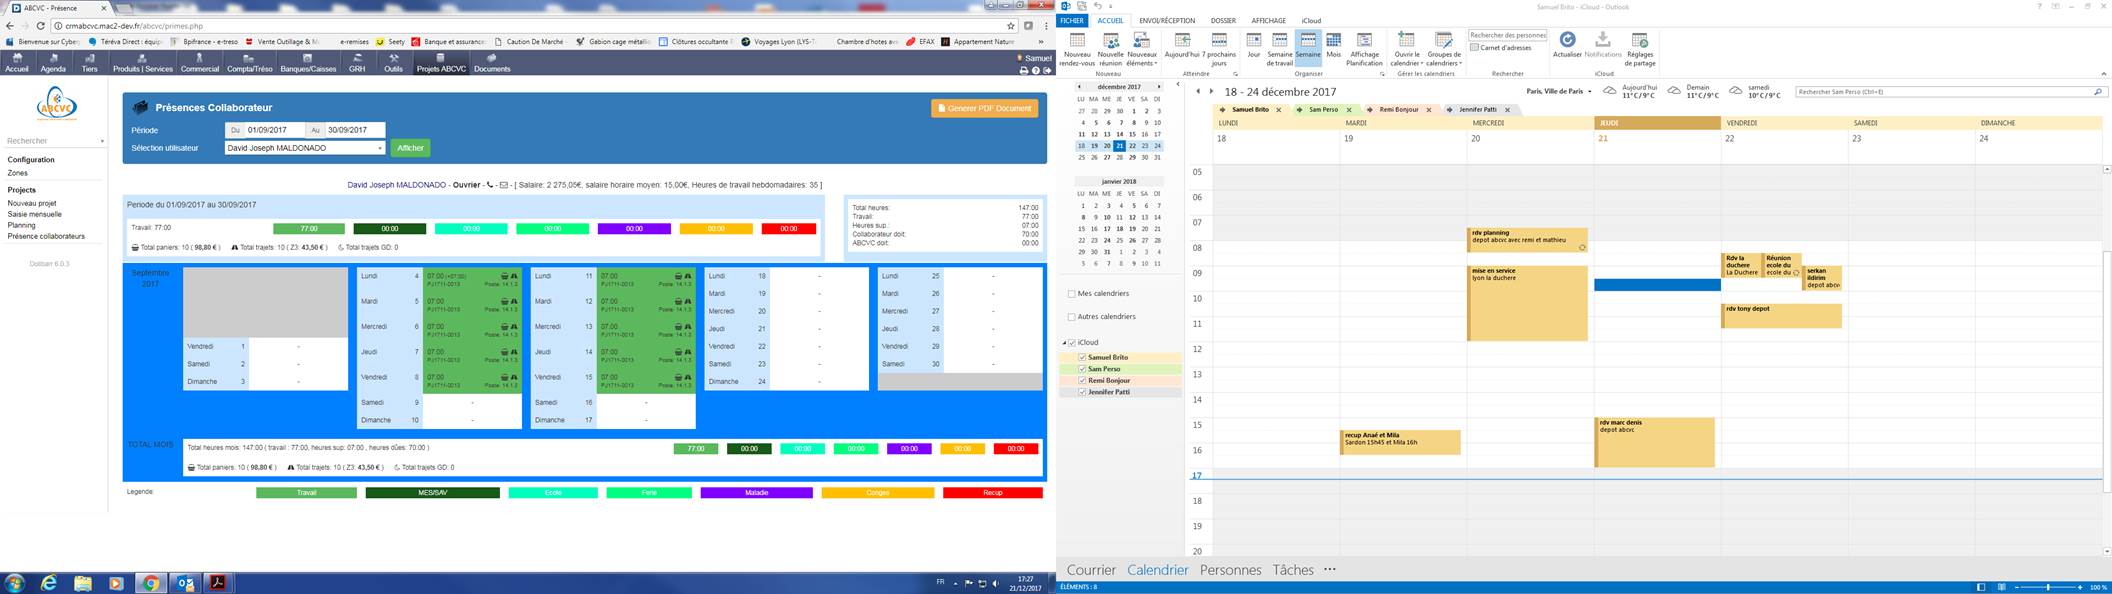 ABCVC - Présence
crmabcvc.mac2-dev.fr/abcvc/primes.php
Bienvenue sur Cyber Téréva Direct : équip Bpifrance - e-treso Vente Outillage & M e-remises Seety Banque et assurance Caution De Marché - Gabion cage métalliq Clôtures occultante F Voyages Lyon (LYS-T- Chambre d'hotes ave EFAX Appartement Nature »
Accueil Agenda Tiers Produits | Services Commercial Compta/Tréso Banques/Caisses GRH Outils Projets ABCVC Documents
Samuel
ABCVC
Rechercher
Configuration
Zones
Projects
Nouveau projet
Saisie mensuelle
Planning
Présence collaborateurs
Dolibarr 6.0.3
Présences Collaborateur
Generer PDF Document
Période Du 01/09/2017 Au 30/09/2017
Sélection utilisateur David Joseph MALDONADO Afficher
David Joseph MALDONADO - Ouvrier - [ Salaire: 2 275,05€, salaire horaire moyen: 15,00€, Heures de travail hebdomadaires: 35 ]
Periode du 01/09/2017 au 30/09/2017
Travail: 77:00 77:00 00:00 00:00 00:00 00:00 00:00 00:00
Total paniers: 10 ( 98,80 € ) Total trajets: 10 ( Z3: 43,50 € ) Total trajets GD: 0
Total heures: 147:00
Travail: 77:00
Heures sup.: 07:00
Collaborateur doit: 70:00
ABCVC doit: 00:00
Septembre
2017
Vendredi 1 -
Samedi 2 -
Dimanche 3 -
Lundi 4 07:00 (+07:00)
PJ1711-0013 Poste: 14.1.3
Mardi 5 07:00
PJ1711-0013 Poste: 14.1.3
Mercredi 6 07:00
PJ1711-0013 Poste: 14.1.3
Jeudi 7 07:00
PJ1711-0013 Poste: 14.1.3
Vendredi 8 07:00
PJ1711-0013 Poste: 14.1.3
Samedi 9 -
Dimanche 10 -
Lundi 11 07:00
PJ1711-0013 Poste: 14.1.3
Mardi 12 07:00
PJ1711-0013 Poste: 14.1.3
Mercredi 13 07:00
PJ1711-0013 Poste: 14.1.3
Jeudi 14 07:00
PJ1711-0013 Poste: 14.1.3
Vendredi 15 07:00
PJ1711-0013 Poste: 14.1.3
Samedi 16 -
Dimanche 17 -
Lundi 18 -
Mardi 19 -
Mercredi 20 -
Jeudi 21 -
Vendredi 22 -
Samedi 23 -
Dimanche 24 -
Lundi 25 -
Mardi 26 -
Mercredi 27 -
Jeudi 28 -
Vendredi 29 -
Samedi 30 -
TOTAL MOIS
Total heures mois: 147:00 ( travail : 77:00, heures sup: 07:00 , heures dûes: 70:00 ) 77:00 00:00 00:00 00:00 00:00 00:00 00:00
Total paniers: 10 ( 98,80 € ) Total trajets: 10 ( Z3: 43,50 € ) Total trajets GD: 0
Legende: Travail MES/SAV Ecole Ferie Maladie Conges Recup
FR 17:27
21/12/2017
Samuel Brito - iCloud - Outlook
FICHIER ACCUEIL ENVOI/RÉCEPTION DOSSIER AFFICHAGE iCloud
Nouveau rendez-vous
Nouvelle réunion
Nouveaux éléments
Aujourd'hui
7 prochains jours
Jour
Semaine de travail
Semaine
Mois
Affichage Planification
Ouvrir le calendrier
Groupes de calendriers
Rechercher des personnes
Carnet d'adresses
Actualiser
Notifications
Réglages de partage
Nouveau Atteindre Organiser Gérer les calendriers Rechercher iCloud
décembre 2017
LU MA ME JE VE SA DI
27 28 29 30 1 2 3
4 5 6 7 8 9 10
11 12 13 14 15 16 17
18 19 20 21 22 23 24
25 26 27 28 29 30 31
janvier 2018
LU MA ME JE VE SA DI
1 2 3 4 5 6 7
8 9 10 11 12 13 14
15 16 17 18 19 20 21
22 23 24 25 26 27 28
29 30 31 1 2 3 4
5 6 7 8 9 10 11
Mes calendriers
Autres calendriers
iCloud
Samuel Brito
Sam Perso
Remi Bonjour
Jennifer Patti
18 - 24 décembre 2017
Paris, Ville de Paris
Aujourd'hui
11°C/9°C
Demain
11°C/9°C
samedi
10°C/9°C
Rechercher Sam Perso (Ctrl+E)
Samuel Brito Sam Perso Remi Bonjour Jennifer Patti
LUNDI MARDI MERCREDI JEUDI VENDREDI SAMEDI DIMANCHE
18 19 20 21 22 23 24
05
06
07
rdv planning
depot abcvc avec remi et mathieu
08
Rdv la duchere
La Duchere
Réunion ecole du
ecole du
09
mise en service
lyon la duchere
serkan ildirim
depot abcv
10
rdv tony depot
11
12
13
14
15
rdv marc denis
depot abcvc
recup Anaé et Mila
Sardon 15h45 et Mila 16h
16
17
18
19
20
Courrier Calendrier Personnes Tâches ···
ÉLÉMENTS : 8
100 %